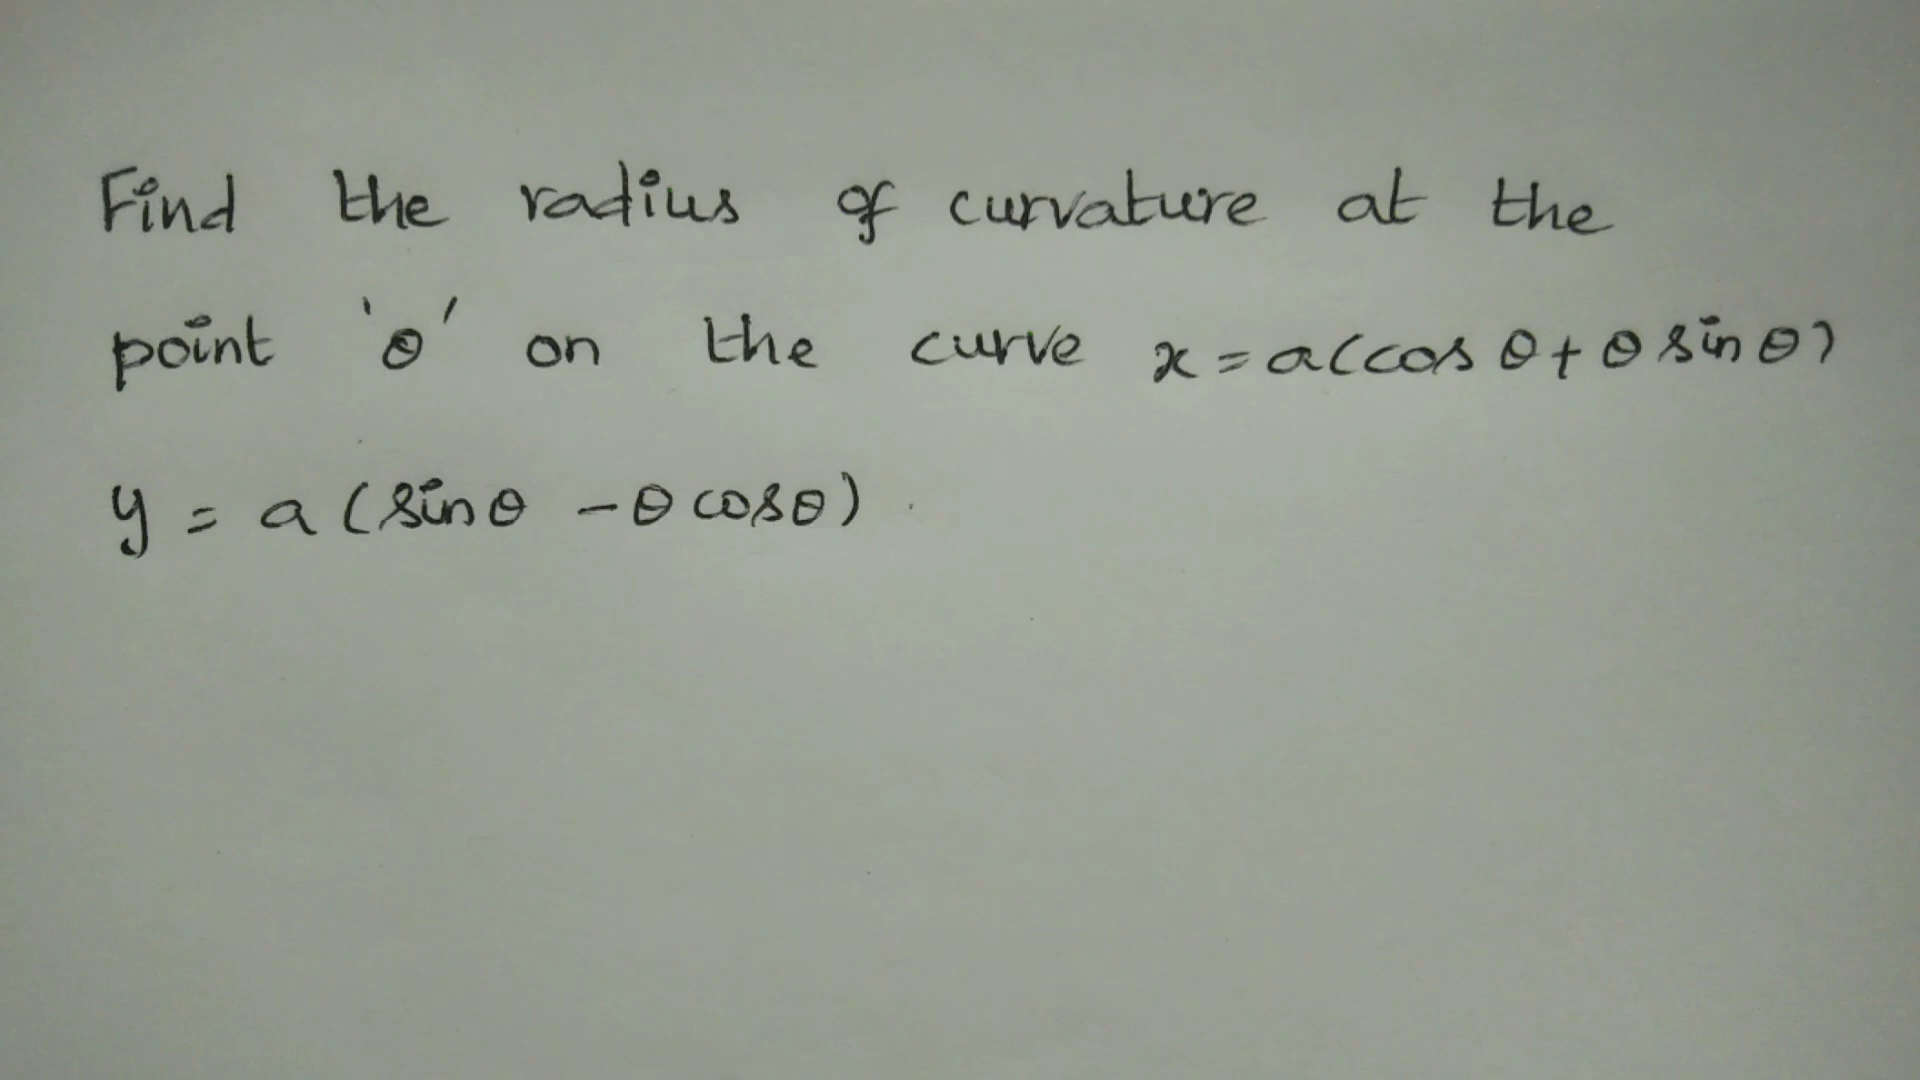 Find the radius of curvature at the
point 'θ' on the curve x = a(cos θ + θ sin θ)
y = a (sin θ - θ cos θ)